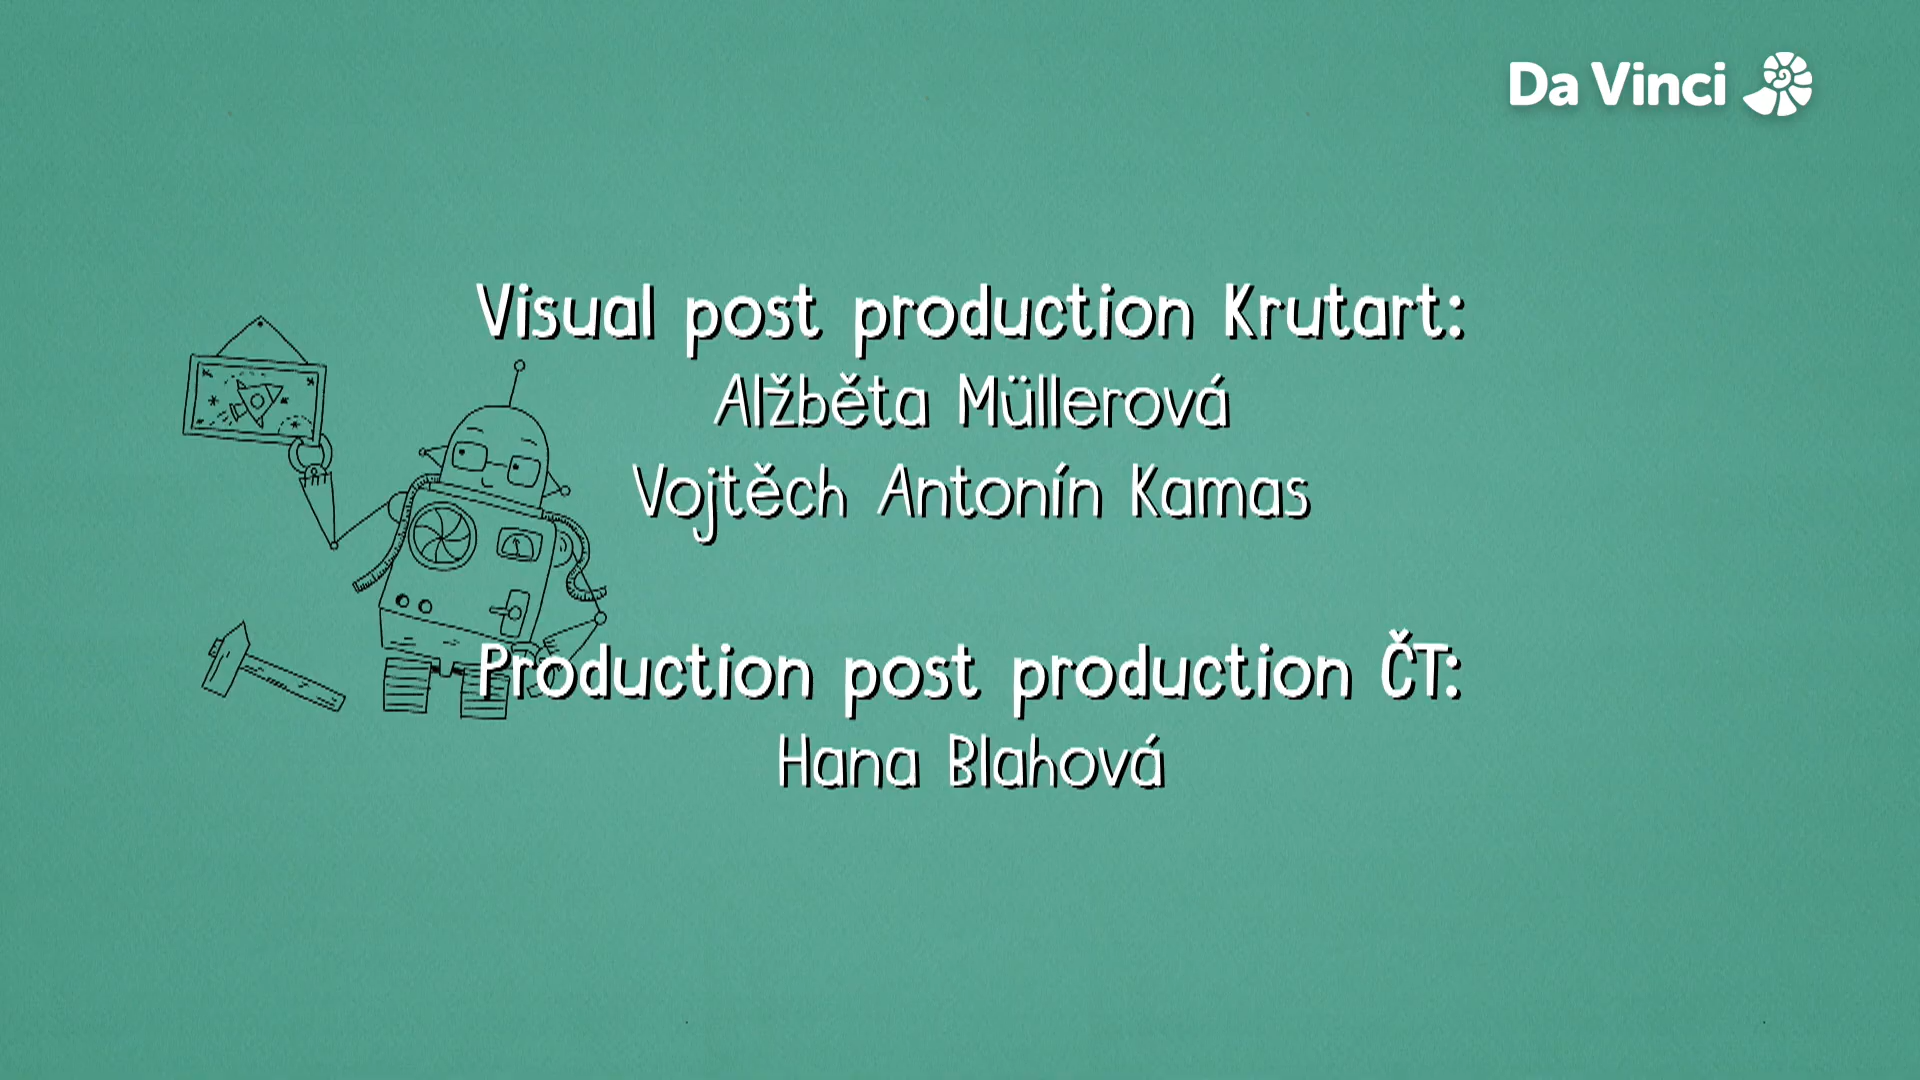 Da Vinci
Visual post production Krutart:
Alžběta Müllerová
Vojtěch Antonín Kamas
Production post production ČT:
Hana Blahová